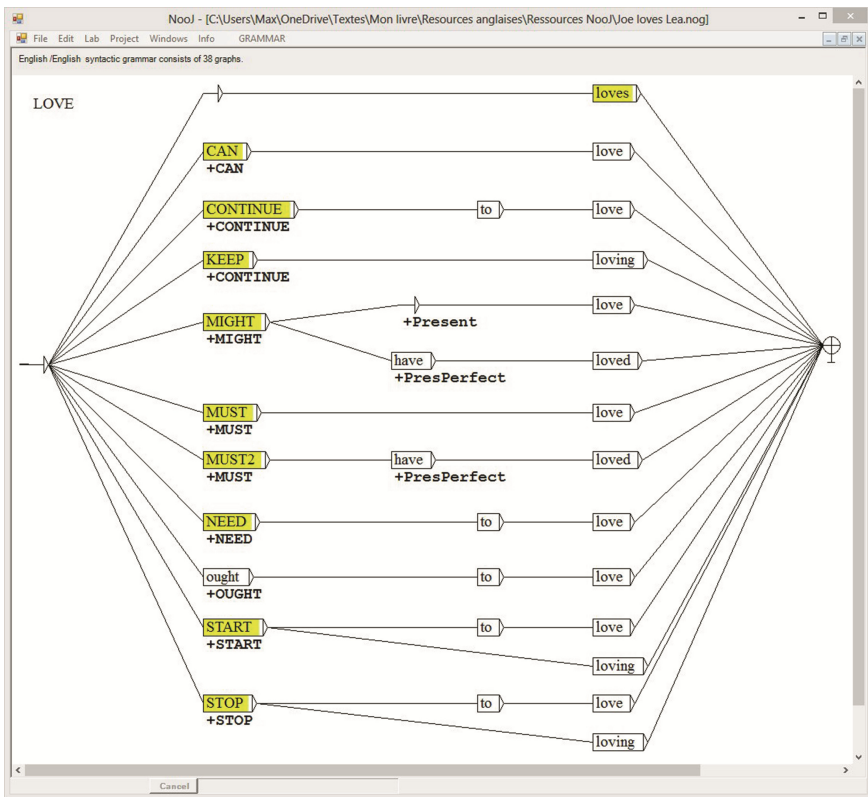 NooJ - [C:\Users\Max\OneDrive\Textes\Mon livre\Resources anglaises\Ressources NooJ\Joe loves Lea.nog]
File Edit Lab Project Windows Info GRAMMAR
English /English syntactic grammar consists of 38 graphs.
LOVE
loves
CAN love
+CAN
CONTINUE to love
+CONTINUE
KEEP loving
+CONTINUE
love
+Present
MIGHT
+MIGHT
have loved
+PresPerfect
MUST love
+MUST
MUST2 have loved
+MUST +PresPerfect
NEED to love
+NEED
ought to love
+OUGHT
START to love
+START
loving
STOP to love
+STOP
loving
Cancel